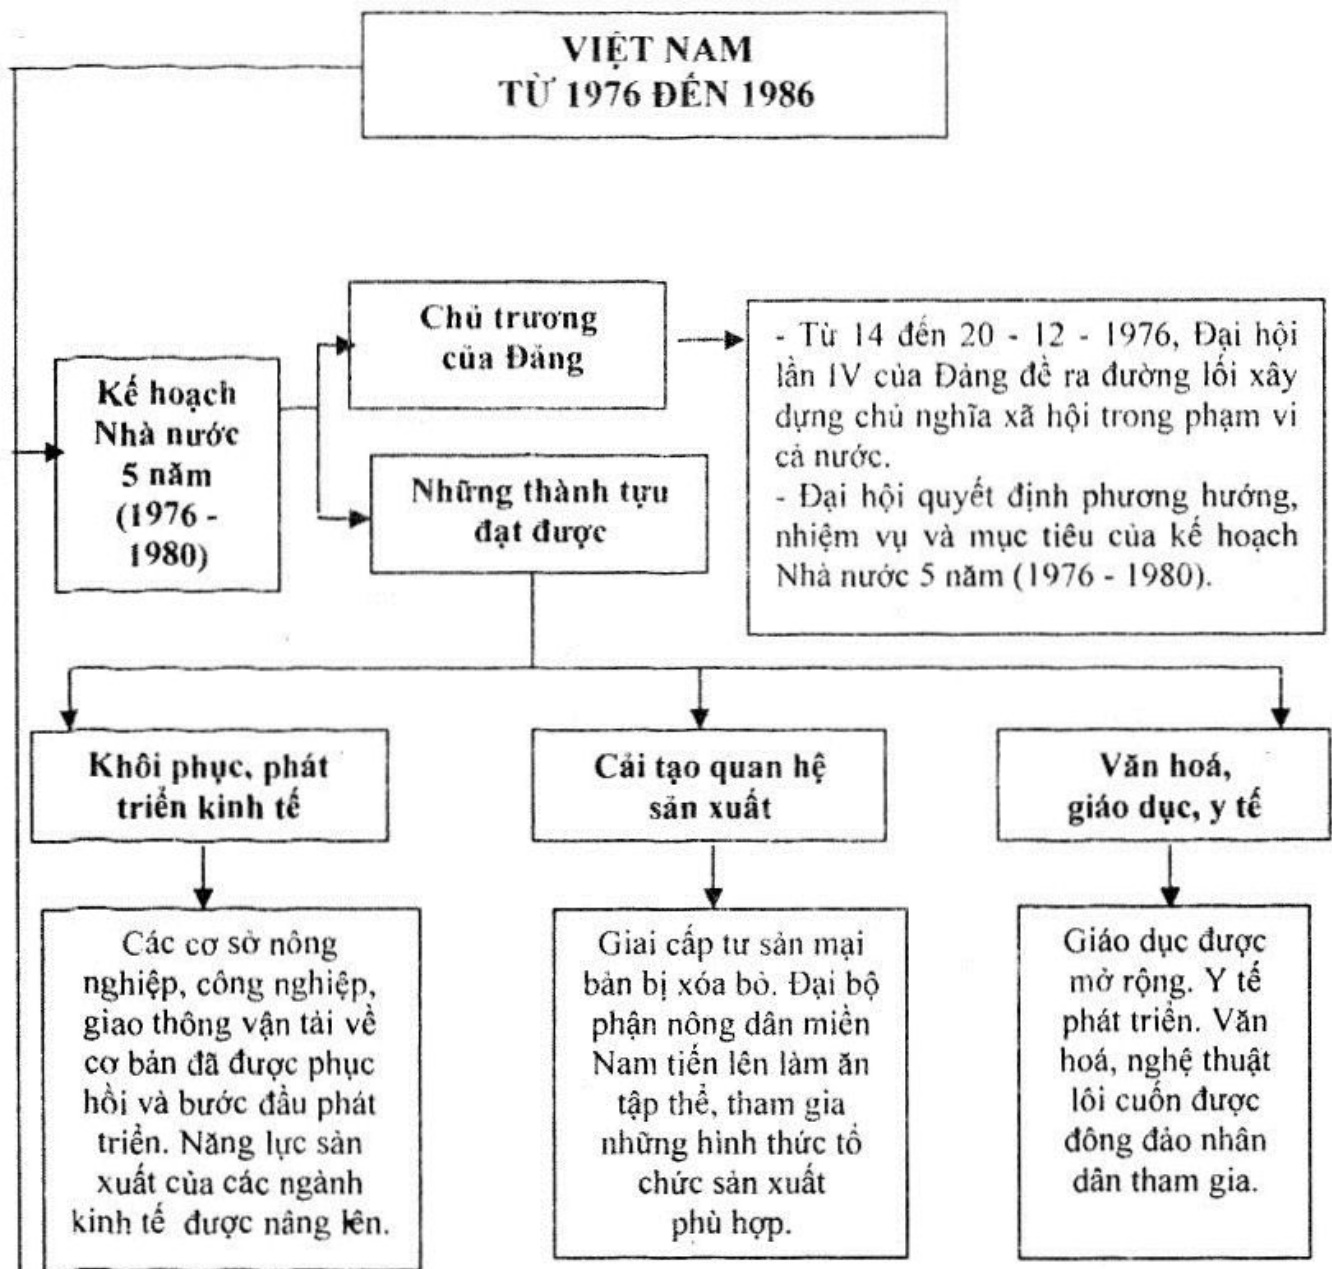 VIỆT NAM
TỪ 1976 ĐẾN 1986
Chủ trương
của Đảng
- Từ 14 đến 20 - 12 - 1976, Đại hội
lần IV của Đảng đề ra đường lối xây
dựng chủ nghĩa xã hội trong phạm vi
cả nước.
- Đại hội quyết định phương hướng,
nhiệm vụ và mục tiêu của kế hoạch
Nhà nước 5 năm (1976 - 1980).
Kế hoạch
Nhà nước
5 năm
(1976 -
1980)
Những thành tựu
đạt được
Khôi phục, phát
triển kinh tế
Cải tạo quan hệ
sản xuất
Văn hoá,
giáo dục, y tế
Các cơ sở nông
nghiệp, công nghiệp,
giao thông vận tải về
cơ bản đã được phục
hồi và bước đầu phát
triển. Năng lực sản
xuất của các ngành
kinh tế được nâng lên.
Giai cấp tư sản mại
bản bị xóa bỏ. Đại bộ
phận nông dân miền
Nam tiến lên làm ăn
tập thể, tham gia
những hình thức tổ
chức sản xuất
phù hợp.
Giáo dục được
mở rộng. Y tế
phát triển. Văn
hoá, nghệ thuật
lôi cuốn được
đông đảo nhân
dân tham gia.